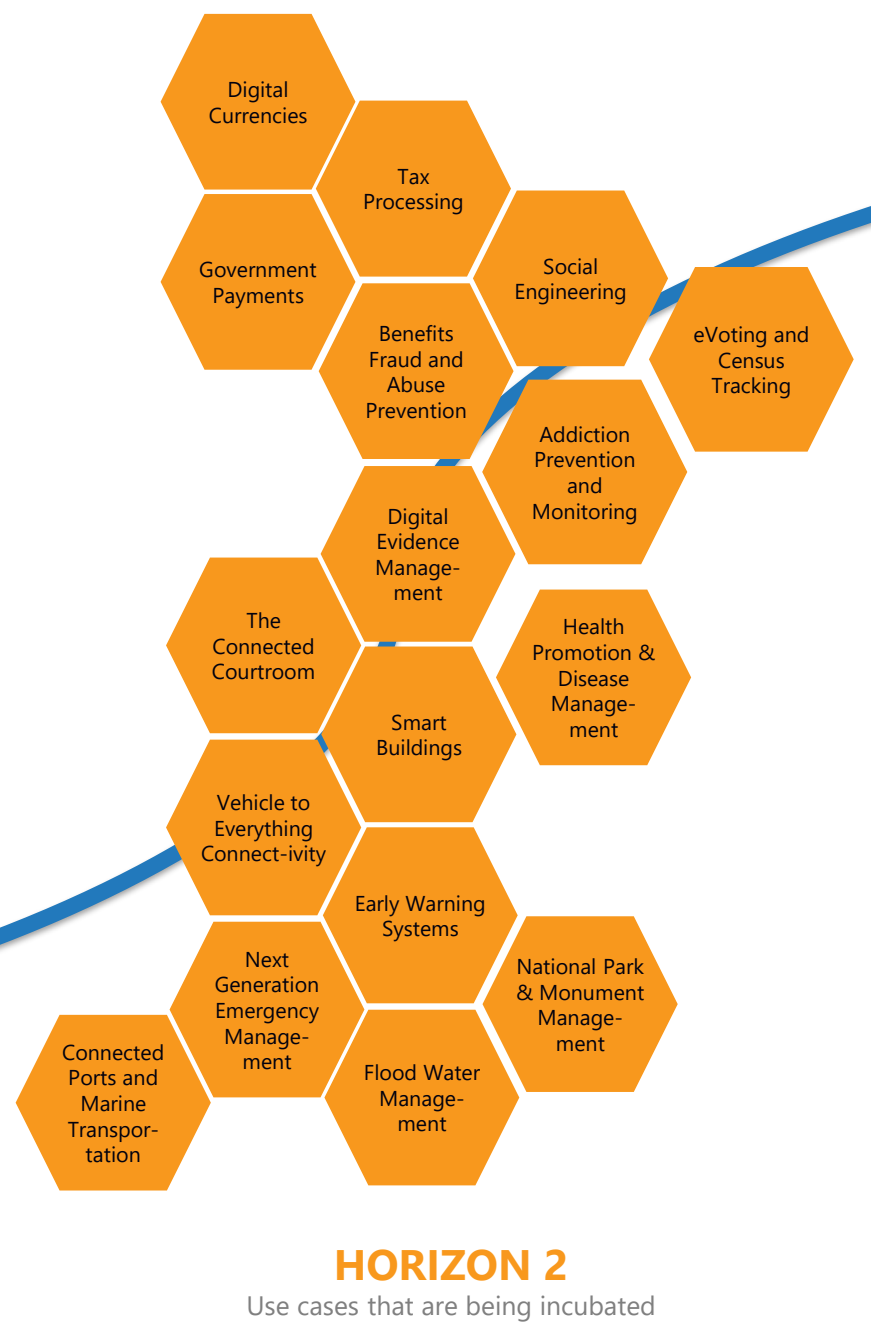 Digital
Currencies
Tax
Processing
Government
Payments
Social
Engineering
Benefits
Fraud and
Abuse
Prevention
eVoting and
Census
Tracking
Addiction
Prevention
and
Monitoring
Digital
Evidence
Manage-
ment
The
Connected
Courtroom
Health
Promotion &
Disease
Manage-
ment
Smart
Buildings
Vehicle to
Everything
Connect-ivity
Early Warning
Systems
Next
Generation
Emergency
Manage-
ment
National Park
& Monument
Manage-
ment
Connected
Ports and
Marine
Transpor-
tation
Flood Water
Manage-
ment
HORIZON 2
Use cases that are being incubated